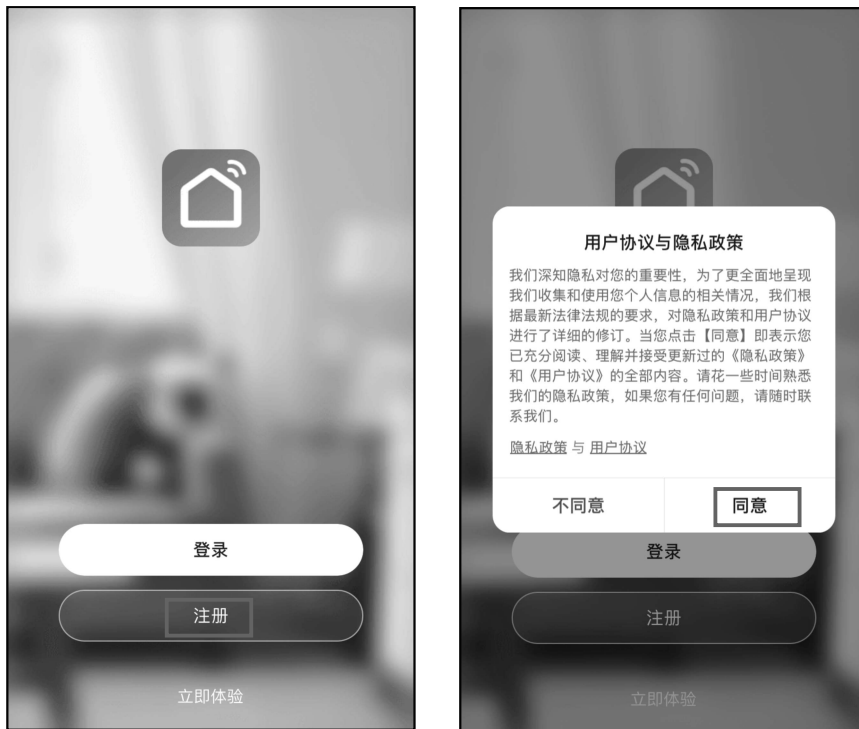 登录
注册
立即体验
用户协议与隐私政策
我们深知隐私对您的重要性，为了更全面地呈现
我们收集和使用您个人信息的相关情况，我们根
据最新法律法规的要求，对隐私政策和用户协议
进行了详细的修订。当您点击【同意】即表示您
已充分阅读、理解并接受更新过的《隐私政策》
和《用户协议》的全部内容。请花一些时间熟悉
我们的隐私政策，如果您有任何问题，请随时联
系我们。
隐私政策 与 用户协议
不同意 同意
登录
注册
立即体验